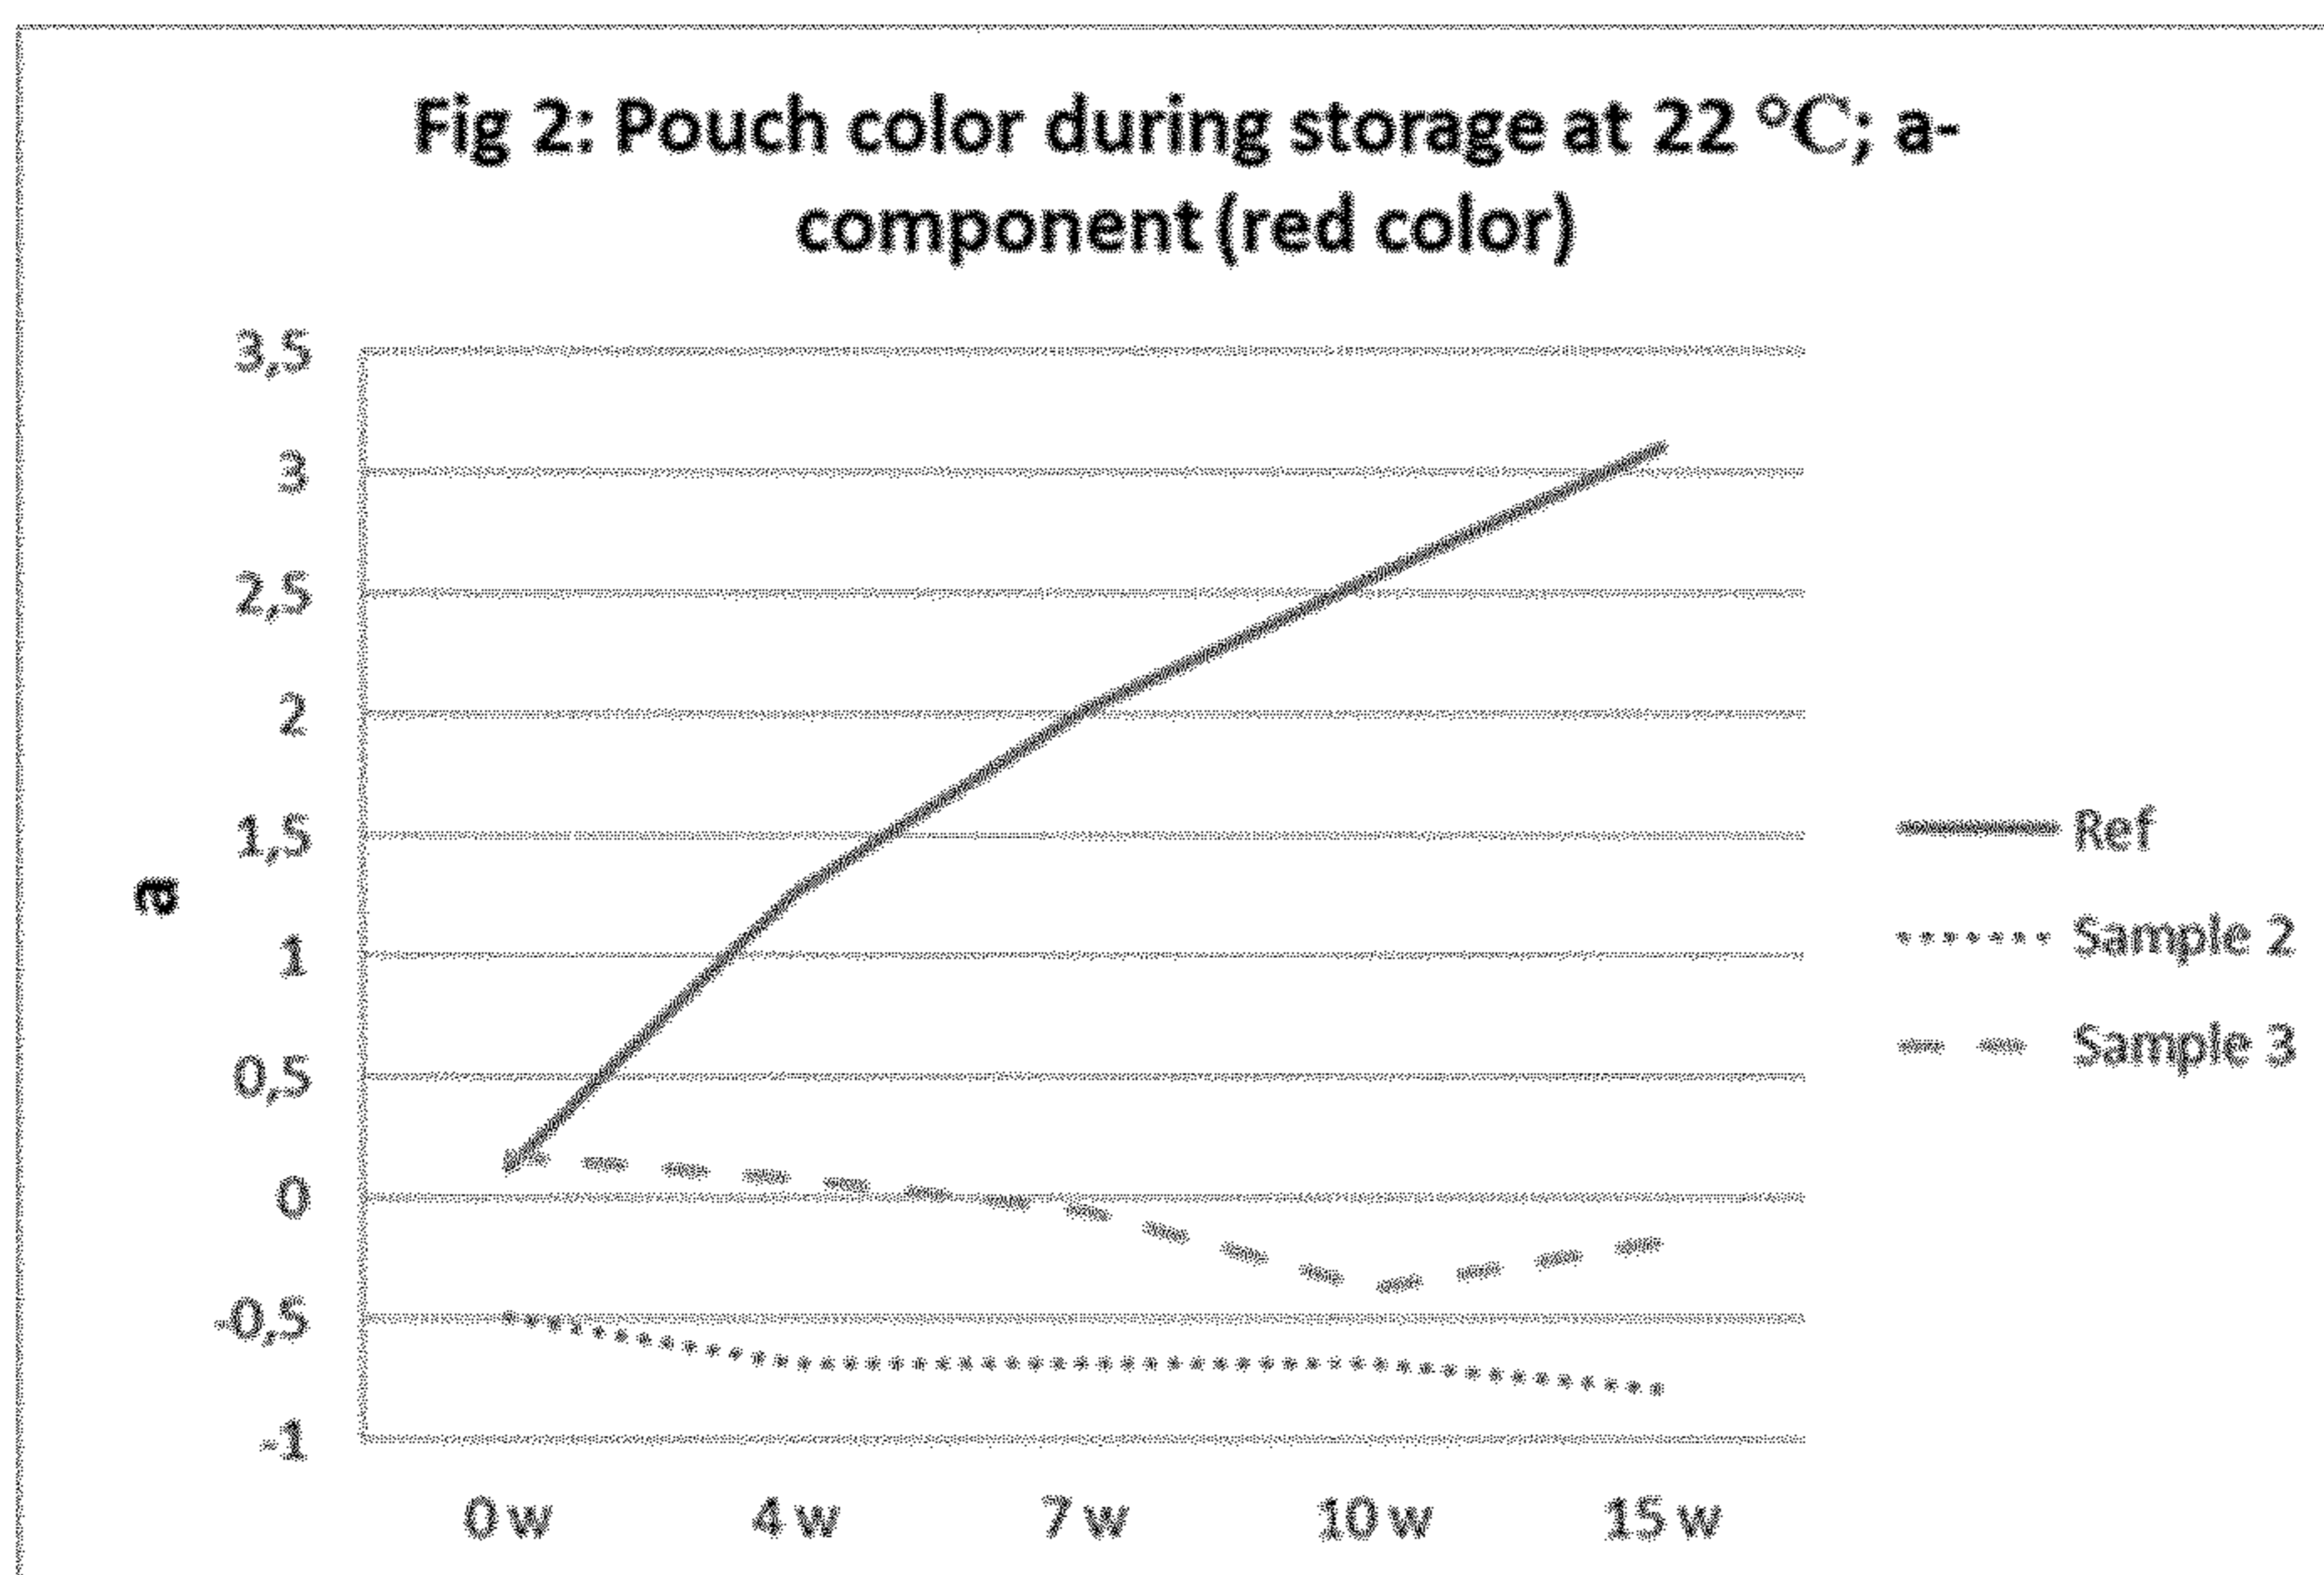 Fig 2: Pouch color during storage at 22 °C; a-
component (red color)
3,5
3
2,5
2
1,5
1
0,5
0
-0,5
-1
a
0 w 4 w 7 w 10 w 15 w
Ref
Sample 2
Sample 3